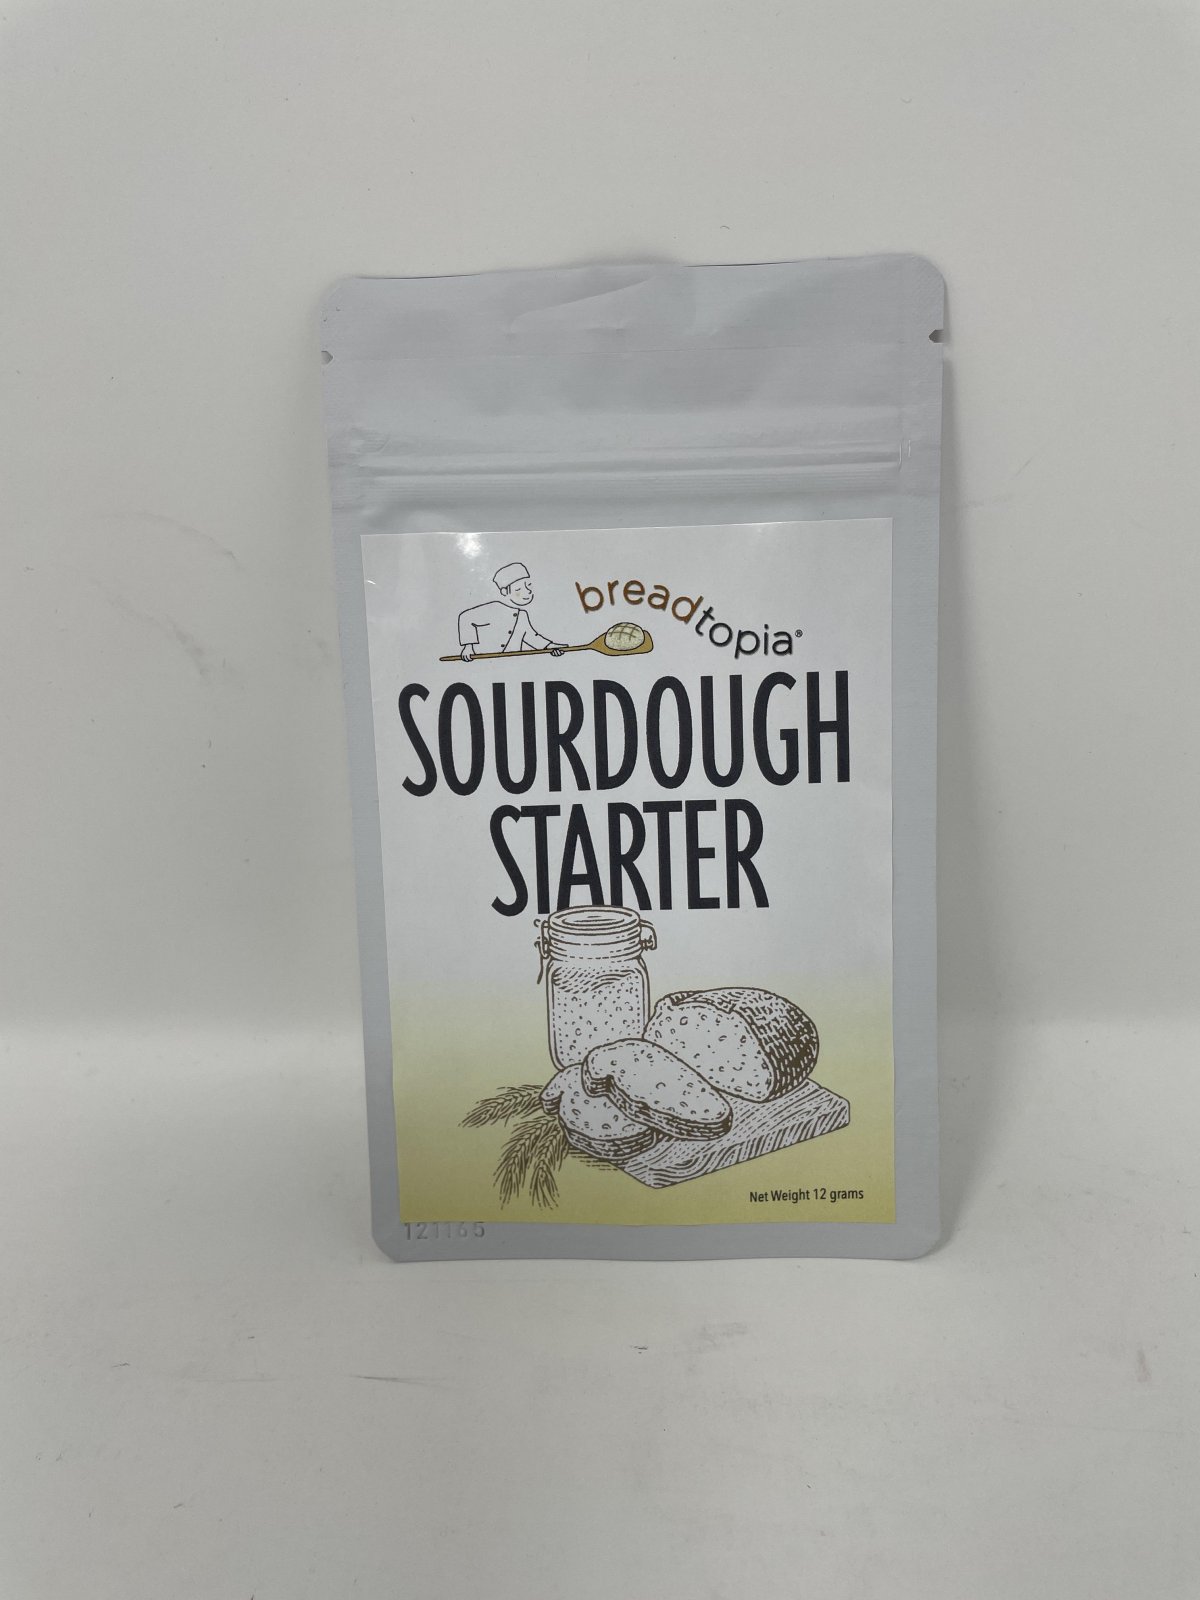 breadtopia®
SOURDOUGH
STARTER
Net Weight 12 grams
121165